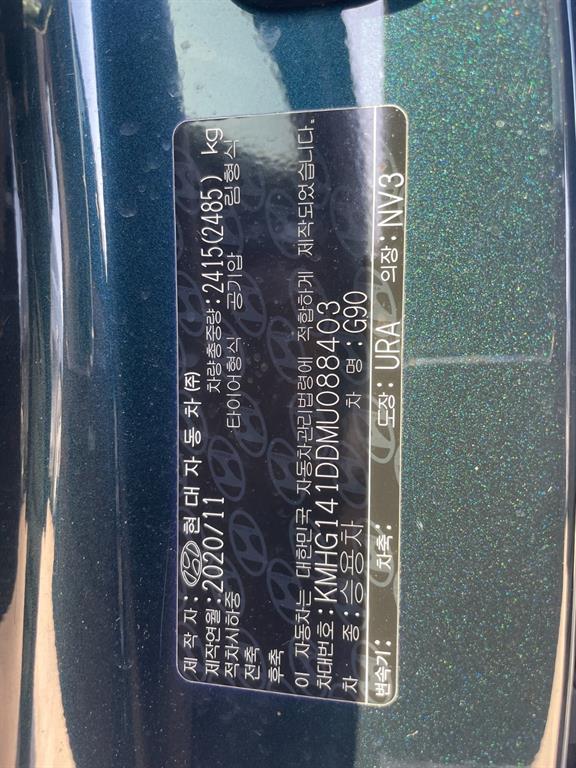 제 작 자 : 현 대 자 동 차 (주) 차량총중량: 2415(2485) kg
제작연월: 2020/11 타이어형식 공기압 림형식
적차시하중
전축
후축
이 자동차는 대한민국 자동차관리법령에 적합하게 제작되었습니다.
차대번호: KMHG141DDMU088403
차 종: 승용차 차 명: G90
변속기: 차축: 도장: URA 의장: NV3